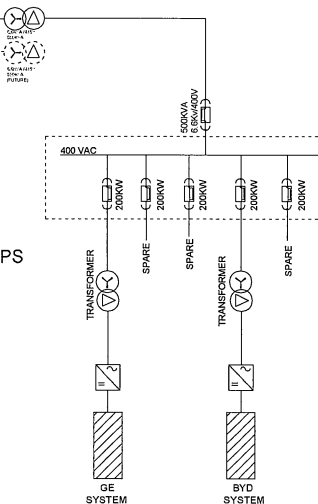 500KVA
6.6Kv/400V
400 VAC
200KW
200KW
200KW
200KW
200KW
PS
TRANSFORMER
SPARE
SPARE
TRANSFORMER
SPARE
(FUTURE)
GE
SYSTEM
BYD
SYSTEM